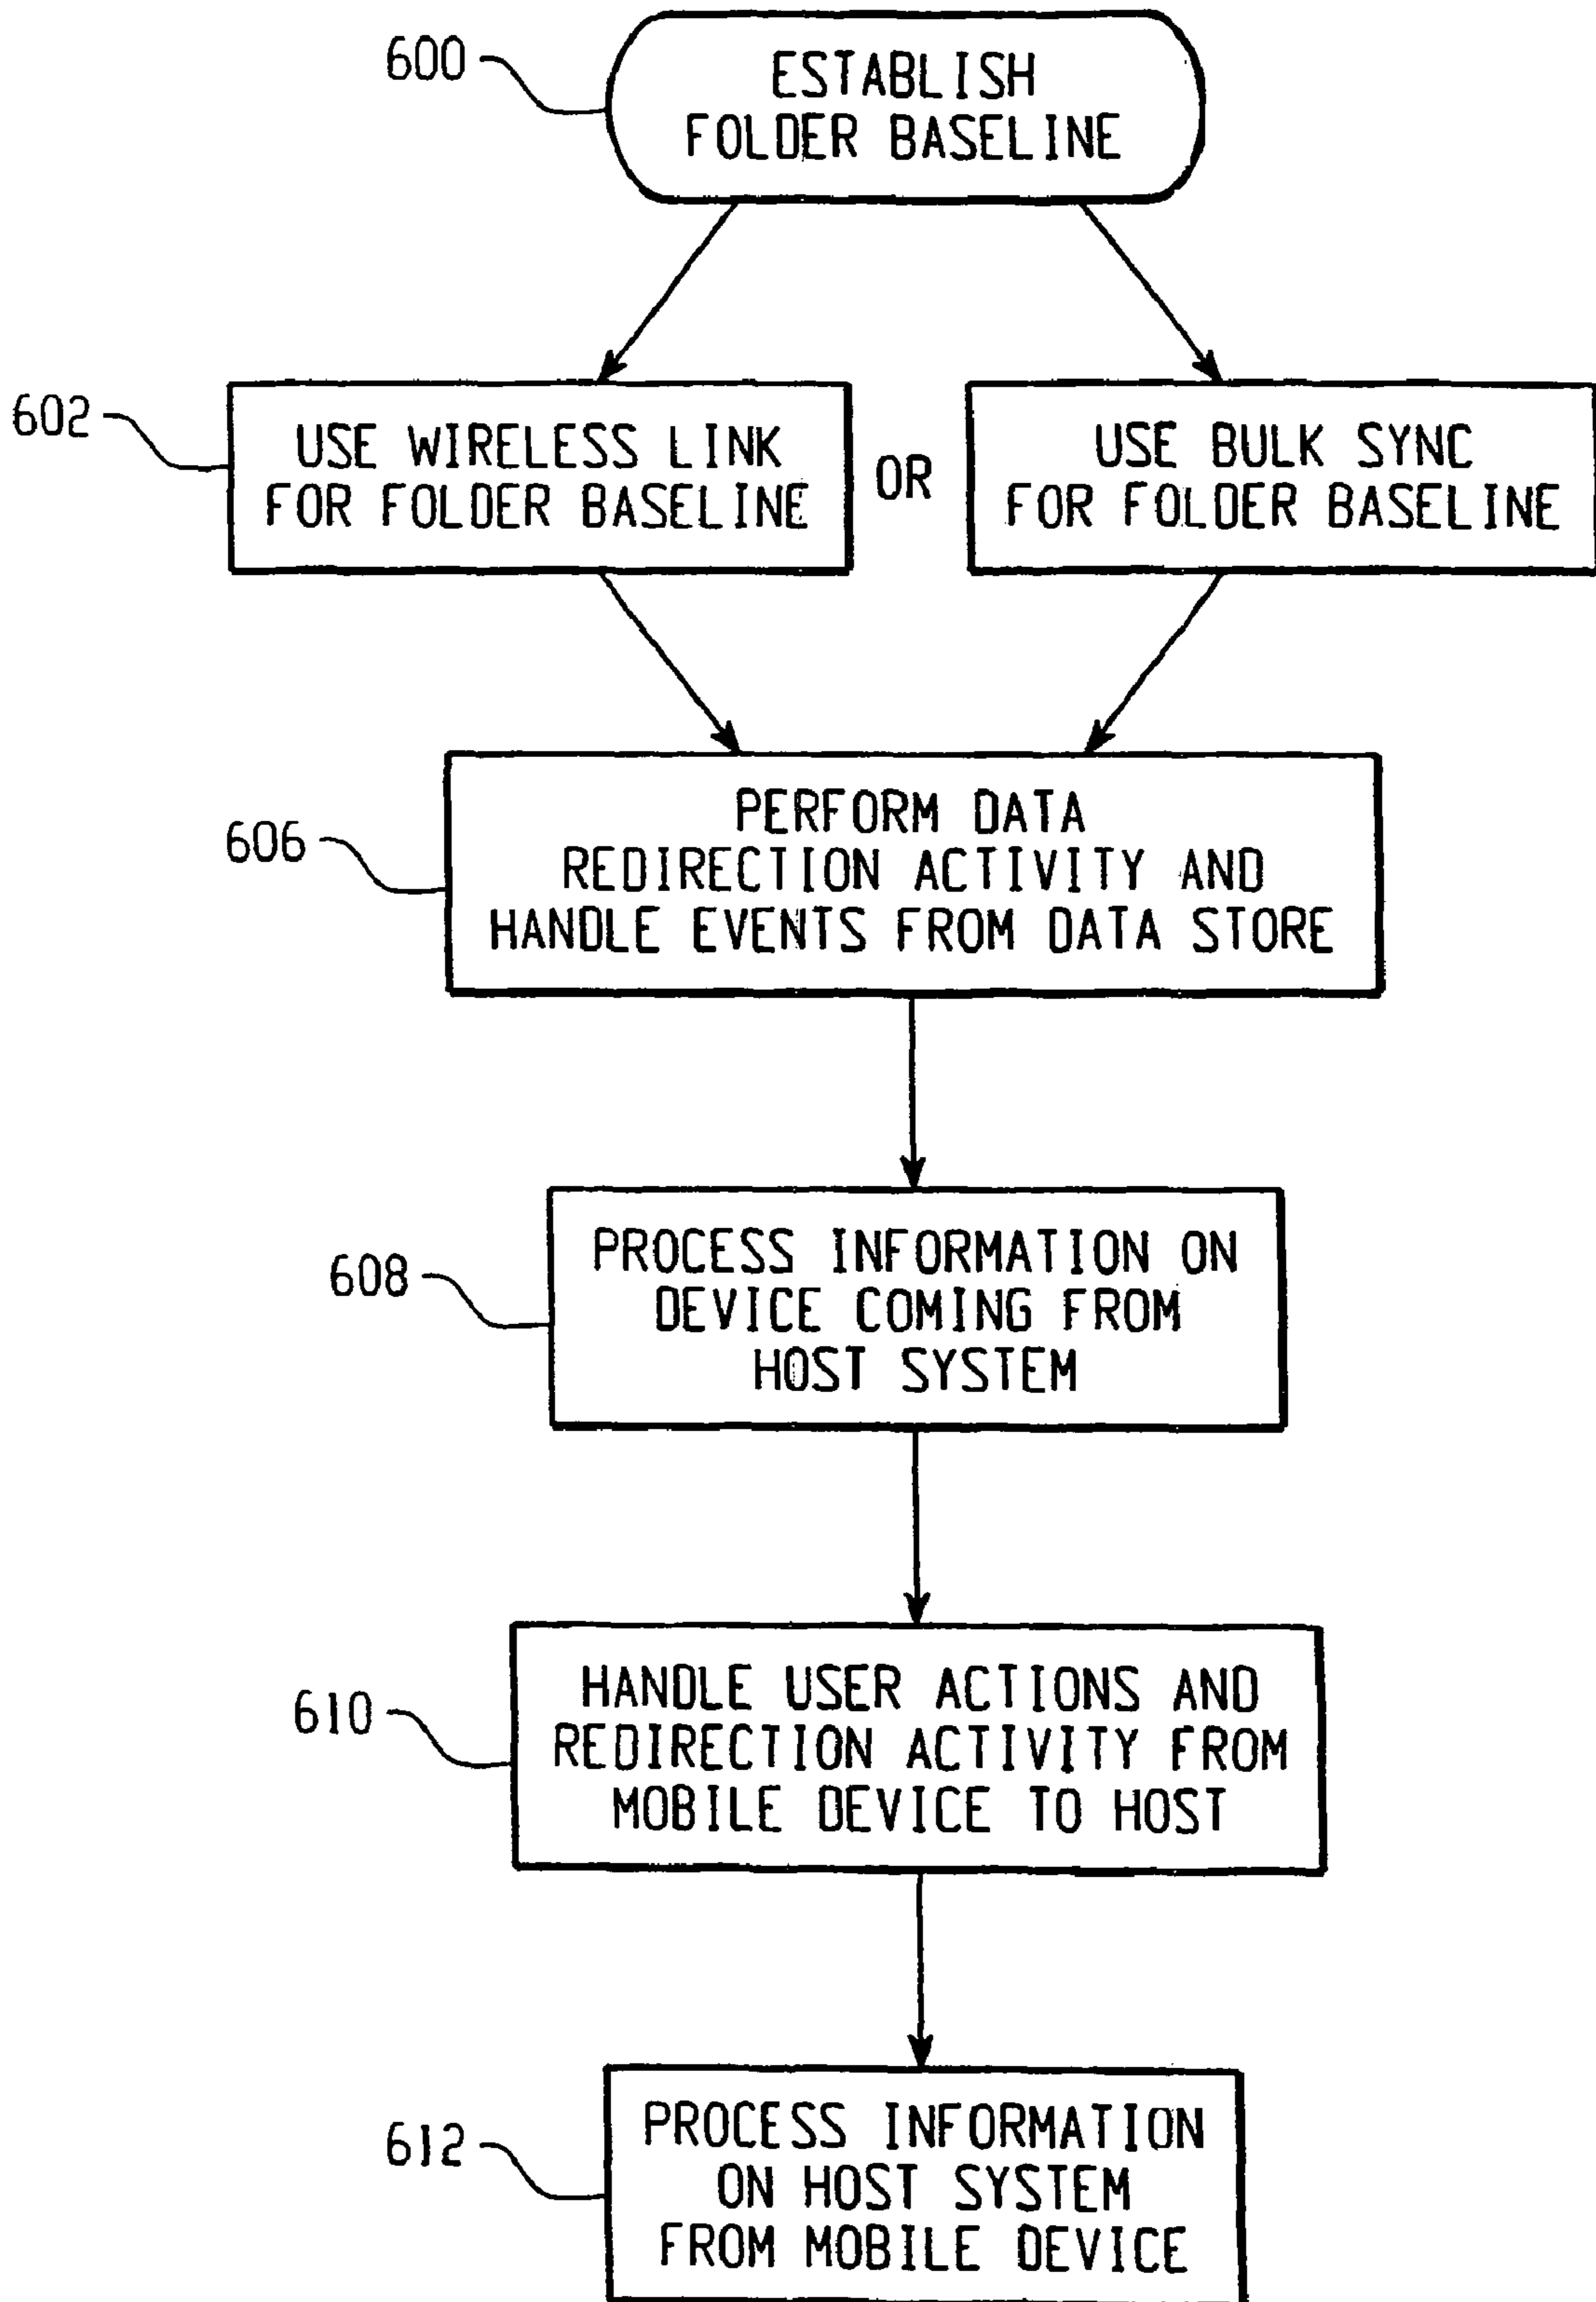 600
ESTABLISH
FOLDER BASELINE
602
USE WIRELESS LINK
FOR FOLDER BASELINE
OR
USE BULK SYNC
FOR FOLDER BASELINE
606
PERFORM DATA
REDIRECTION ACTIVITY AND
HANDLE EVENTS FROM DATA STORE
608
PROCESS INFORMATION ON
DEVICE COMING FROM
HOST SYSTEM
610
HANDLE USER ACTIONS AND
REDIRECTION ACTIVITY FROM
MOBILE DEVICE TO HOST
612
PROCESS INFORMATION
ON HOST SYSTEM
FROM MOBILE DEVICE